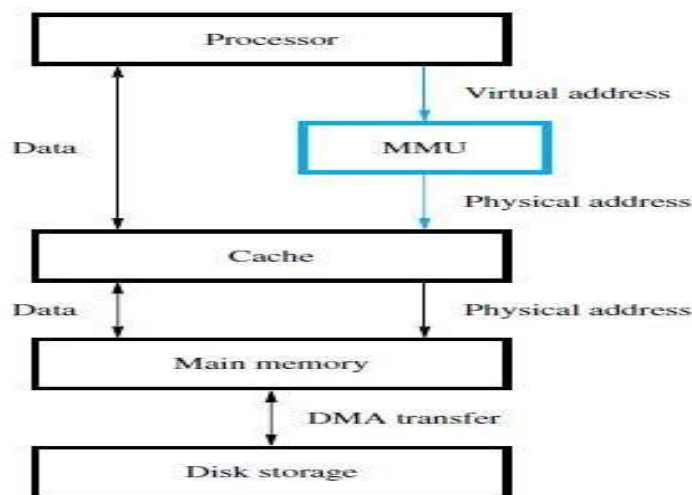 Processor
Virtual address
Data
MMU
Physical address
Cache
Data
Physical address
Main memory
DMA transfer
Disk storage